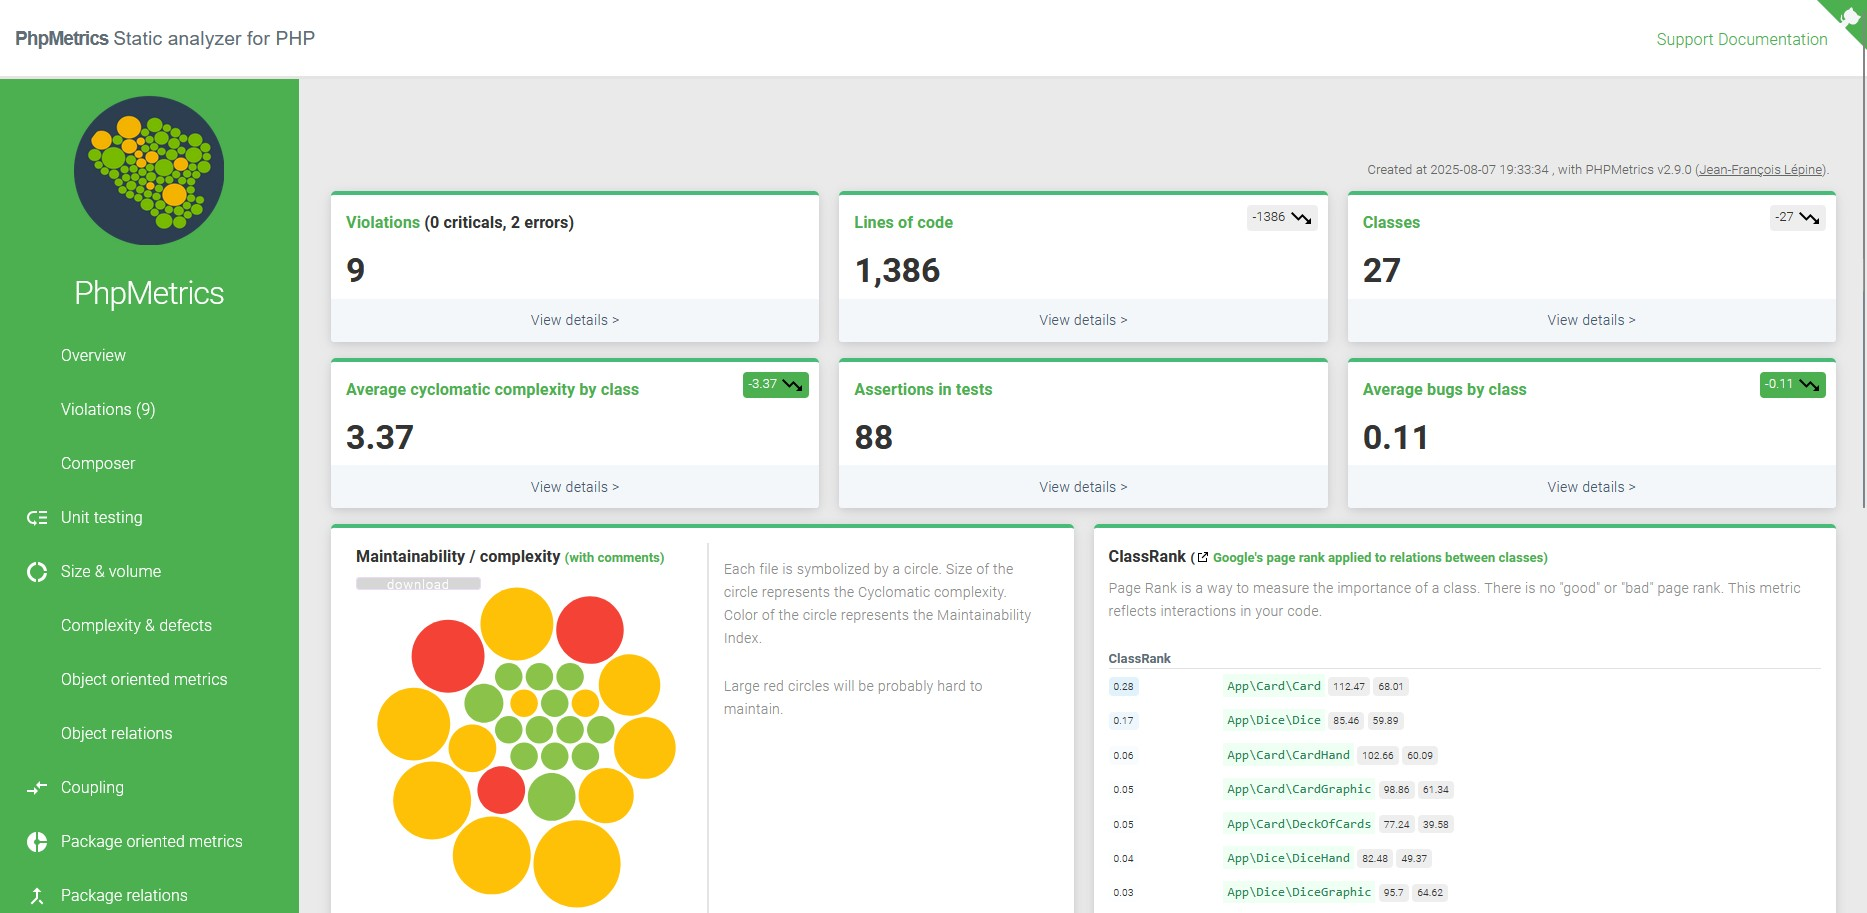 PhpMetrics Static analyzer for PHP
Support Documentation
PhpMetrics
Overview
Violations (9)
Composer
Unit testing
Size & volume
Complexity & defects
Object oriented metrics
Object relations
Coupling
Package oriented metrics
Package relations
Created at 2025-08-07 19:33:34 , with PHPMetrics v2.9.0 (Jean-François Lépine).
Violations (0 criticals, 2 errors)
9
View details >
Lines of code
-1386
1,386
View details >
Classes
-27
27
View details >
Average cyclomatic complexity by class
-3.37
3.37
View details >
Assertions in tests
88
View details >
Average bugs by class
-0.11
0.11
View details >
Maintainability / complexity (with comments)
download
Each file is symbolized by a circle. Size of the
circle represents the Cyclomatic complexity.
Color of the circle represents the Maintainability
Index.
Large red circles will be probably hard to
maintain.
ClassRank ( Google's page rank applied to relations between classes)
Page Rank is a way to measure the importance of a class. There is no "good" or "bad" page rank. This metric
reflects interactions in your code.
ClassRank
0.28 App\Card\Card 112.47 68.01
0.17 App\Dice\Dice 85.46 59.89
0.06 App\Card\CardHand 102.66 60.09
0.05 App\Card\CardGraphic 98.86 61.34
0.05 App\Card\DeckOfCards 77.24 39.58
0.04 App\Dice\DiceHand 82.48 49.37
0.03 App\Dice\DiceGraphic 95.7 64.62